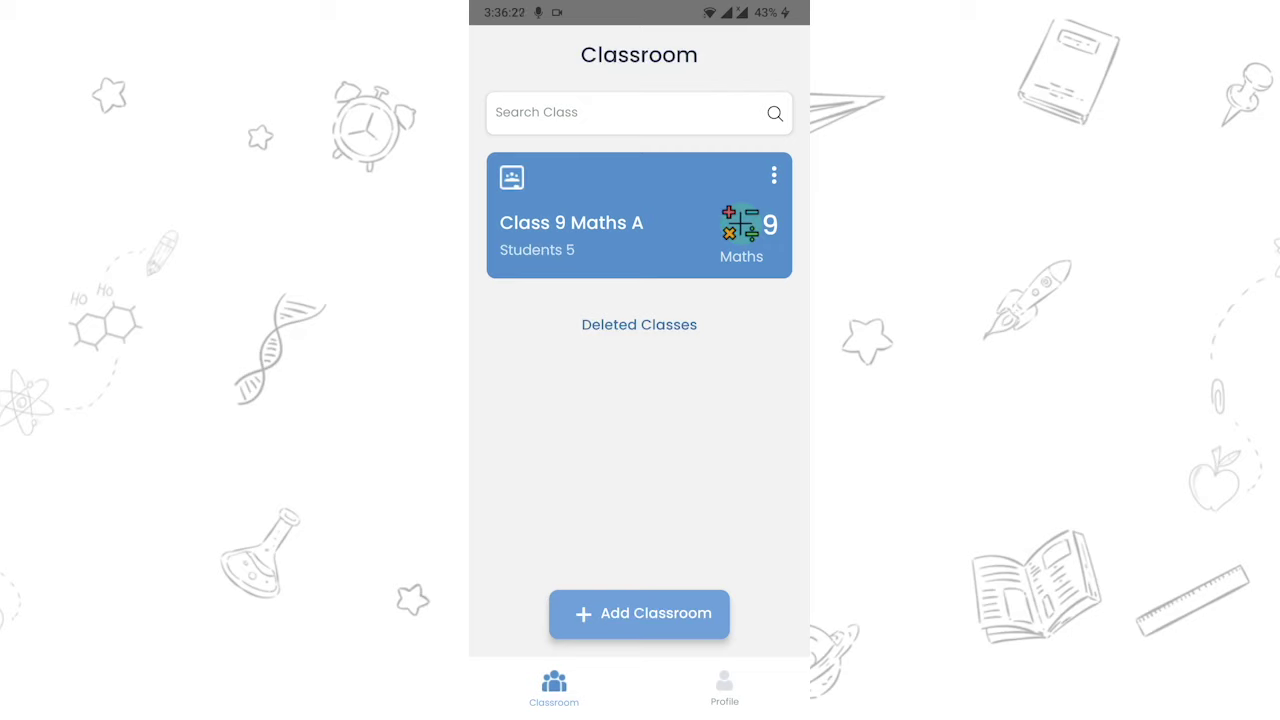 3:36:22 43%
Classroom
Search Class
Class 9 Maths A
9
Students 5
Maths
Deleted Classes
+ Add Classroom
Classroom Profile
HO HO